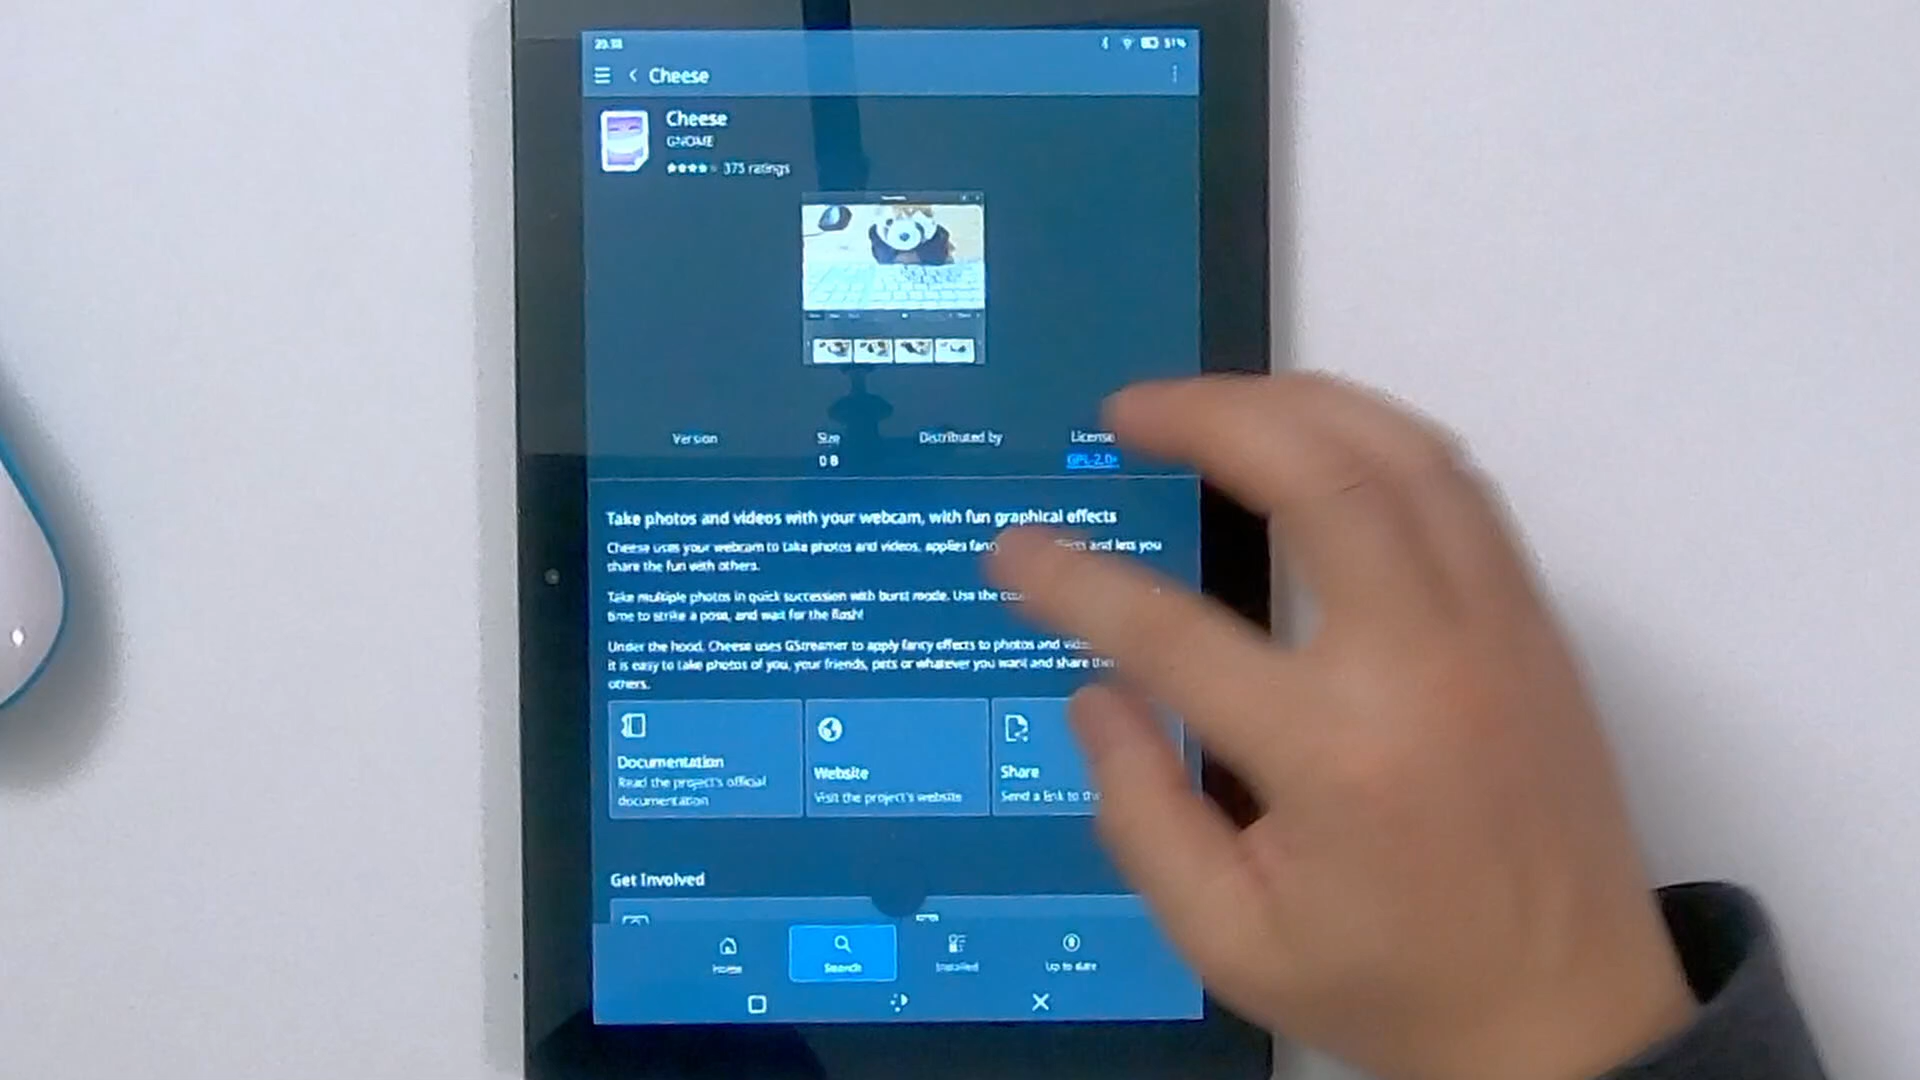 20:38
51%
Cheese
Cheese
GNOME
375 ratings
Version
Size
Distributed by
License
0 B
GPL-2.0+
Take photos and videos with your webcam, with fun graphical effects
Cheese uses your webcam to take photos and videos, applies fancy and lets you
share the fun with others.
Take multiple photos in quick succession with burst mode. Use the
time to strike a pose, and wait for the flash!
Under the hood, Cheese uses GStreamer to apply fancy effects to photos and
it is easy to take photos of you, your friends, pets or whatever you want and share
others.
Documentation
Read the project's official
documentation
Website
Visit the project's website
Share
Send a link to the
Get Involved
Home
Search
Installed
Up to date